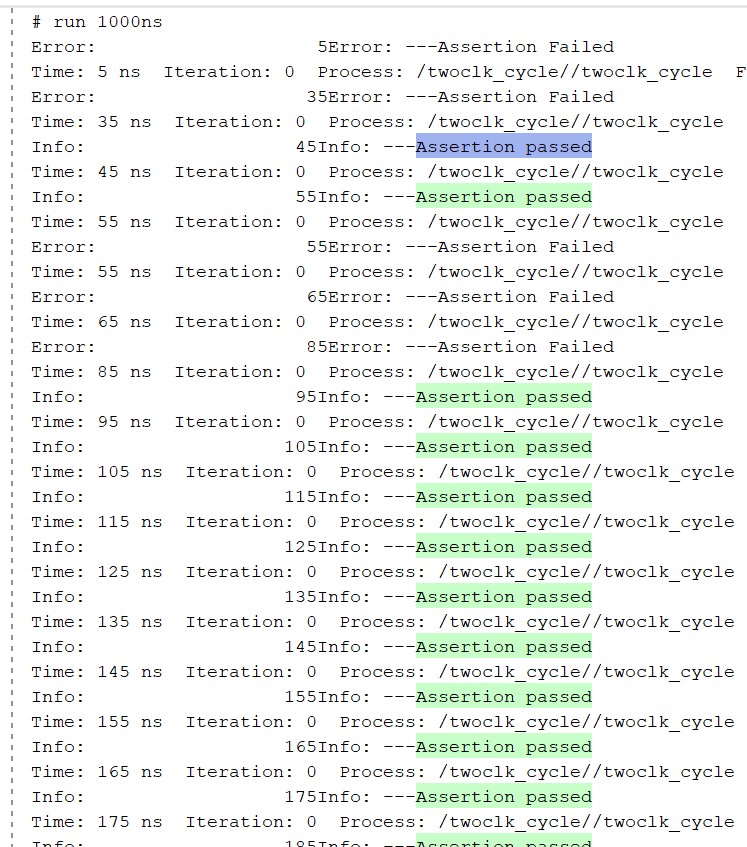 # run 1000ns
Error:                    5Error: ---Assertion Failed
Time: 5 ns  Iteration: 0  Process: /twoclk_cycle//twoclk_cycle  F
Error:                   35Error: ---Assertion Failed
Time: 35 ns  Iteration: 0  Process: /twoclk_cycle//twoclk_cycle
Info:                   45Info: ---Assertion passed
Time: 45 ns  Iteration: 0  Process: /twoclk_cycle//twoclk_cycle
Info:                   55Info: ---Assertion passed
Time: 55 ns  Iteration: 0  Process: /twoclk_cycle//twoclk_cycle
Error:                   55Error: ---Assertion Failed
Time: 55 ns  Iteration: 0  Process: /twoclk_cycle//twoclk_cycle
Error:                   65Error: ---Assertion Failed
Time: 65 ns  Iteration: 0  Process: /twoclk_cycle//twoclk_cycle
Error:                   85Error: ---Assertion Failed
Time: 85 ns  Iteration: 0  Process: /twoclk_cycle//twoclk_cycle
Info:                   95Info: ---Assertion passed
Time: 95 ns  Iteration: 0  Process: /twoclk_cycle//twoclk_cycle
Info:                  105Info: ---Assertion passed
Time: 105 ns  Iteration: 0  Process: /twoclk_cycle//twoclk_cycle
Info:                  115Info: ---Assertion passed
Time: 115 ns  Iteration: 0  Process: /twoclk_cycle//twoclk_cycle
Info:                  125Info: ---Assertion passed
Time: 125 ns  Iteration: 0  Process: /twoclk_cycle//twoclk_cycle
Info:                  135Info: ---Assertion passed
Time: 135 ns  Iteration: 0  Process: /twoclk_cycle//twoclk_cycle
Info:                  145Info: ---Assertion passed
Time: 145 ns  Iteration: 0  Process: /twoclk_cycle//twoclk_cycle
Info:                  155Info: ---Assertion passed
Time: 155 ns  Iteration: 0  Process: /twoclk_cycle//twoclk_cycle
Info:                  165Info: ---Assertion passed
Time: 165 ns  Iteration: 0  Process: /twoclk_cycle//twoclk_cycle
Info:                  175Info: ---Assertion passed
Time: 175 ns  Iteration: 0  Process: /twoclk_cycle//twoclk_cycle
Info:                  185Info: ---Assertion passed